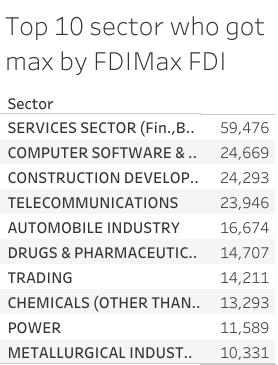 Top 10 sector who got
max by FDIMax FDI
Sector
SERVICES SECTOR (Fin.,B.. 59,476
COMPUTER SOFTWARE & .. 24,669
CONSTRUCTION DEVELOP.. 24,293
TELECOMMUNICATIONS 23,946
AUTOMOBILE INDUSTRY 16,674
DRUGS & PHARMACEUTIC.. 14,707
TRADING 14,211
CHEMICALS (OTHER THAN.. 13,293
POWER 11,589
METALLURGICAL INDUST.. 10,331